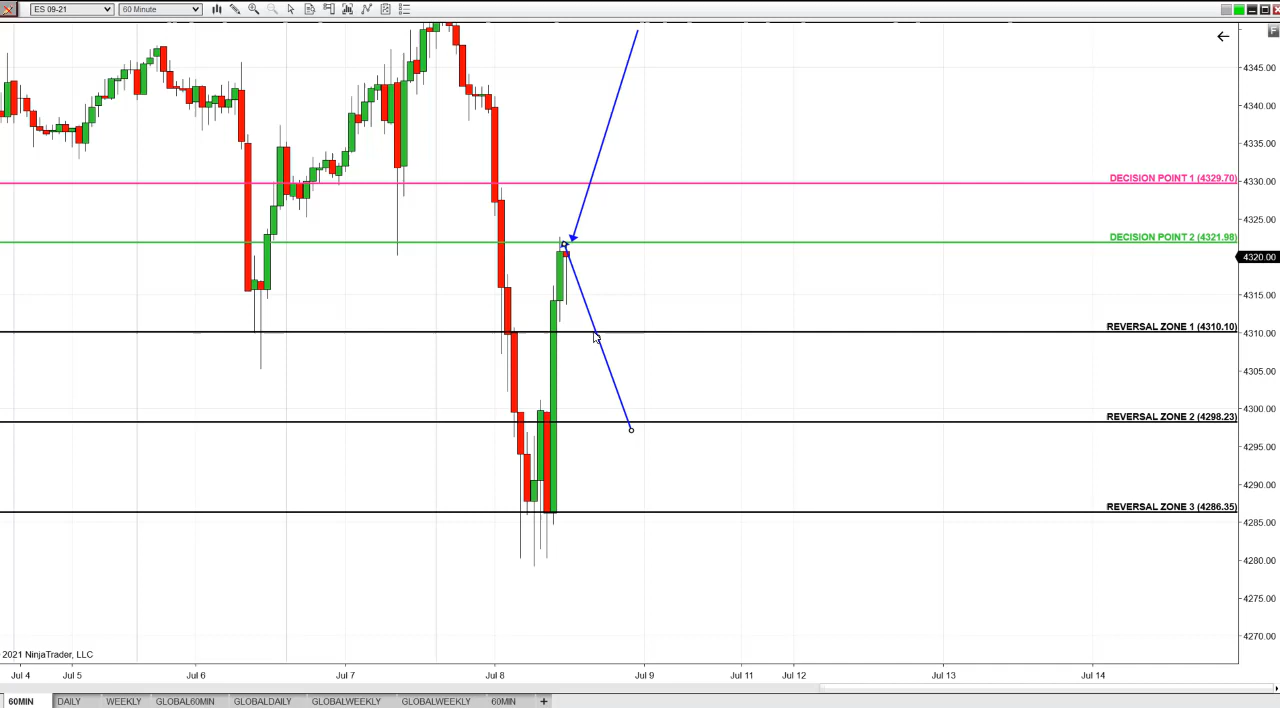 ES 09-21 60 Minute
F
4345.00
4340.00
4335.00
DECISION POINT 1 (4329.70)
4330.00
4325.00
DECISION POINT 2 (4321.98)
4320.00
4315.00
REVERSAL ZONE 1 (4310.10)
4310.00
4305.00
4300.00
REVERSAL ZONE 2 (4298.23)
4295.00
4290.00
REVERSAL ZONE 3 (4286.35)
4285.00
4280.00
4275.00
4270.00
2021 NinjaTrader, LLC
Jul 4 Jul 5 Jul 6 Jul 7 Jul 8 Jul 9 Jul 11 Jul 12 Jul 13 Jul 14
60MIN DAILY WEEKLY GLOBAL60MIN GLOBALDAILY GLOBALWEEKLY GLOBALWEEKLY 60MIN +